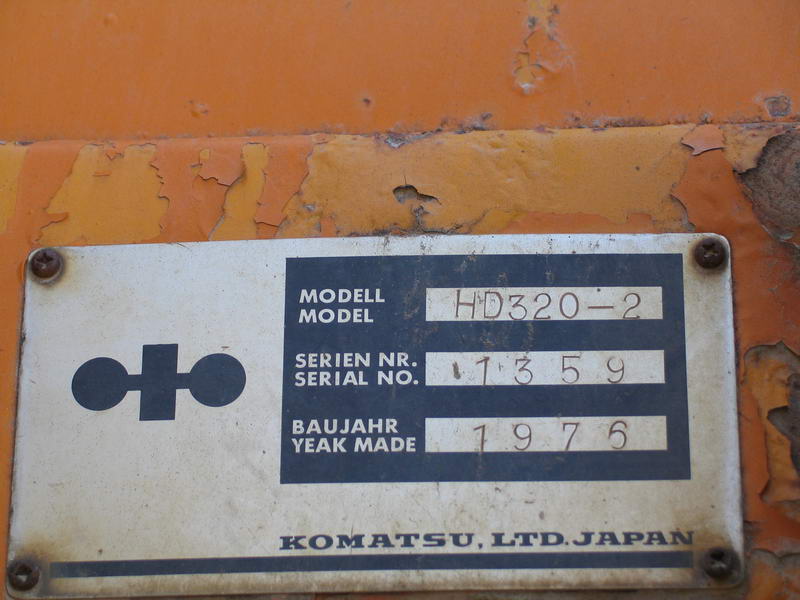 MODELL
MODEL HD320-2
SERIEN NR.
SERIAL NO. 1359
BAUJAHR
YEAK MADE 1976
KOMATSU, LTD. JAPAN